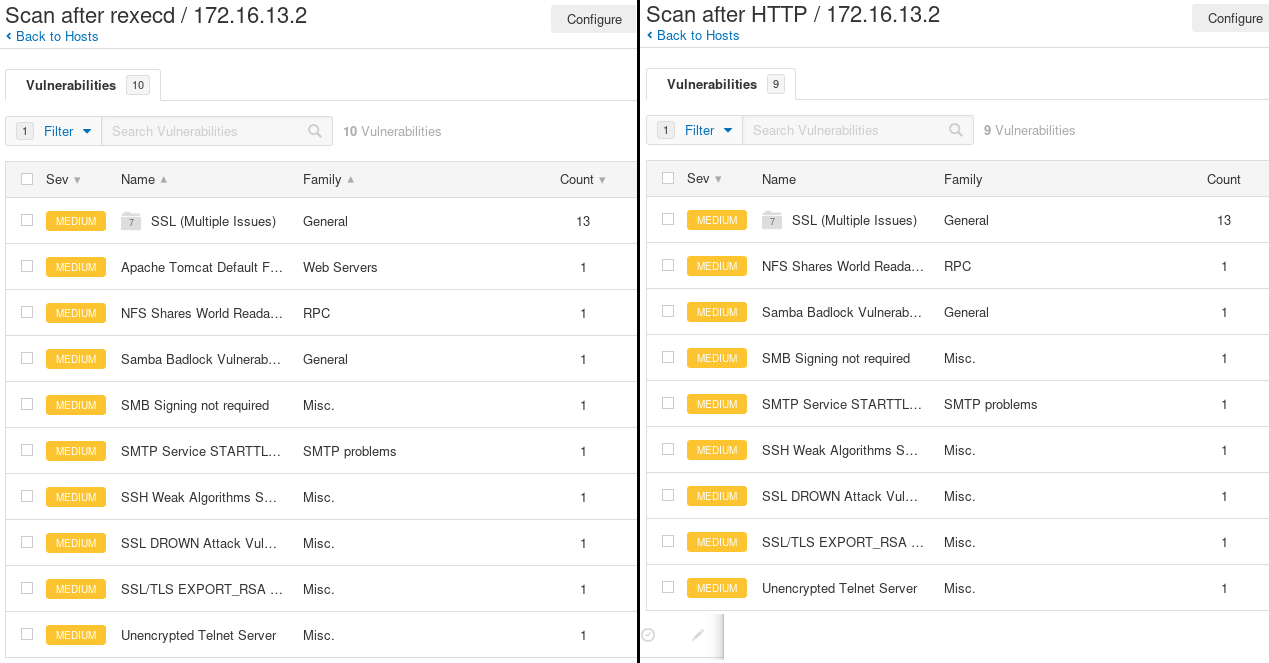 Scan after rexecd / 172.16.13.2
Configure
Back to Hosts
Vulnerabilities 10
1 Filter Search Vulnerabilities 10 Vulnerabilities
Sev Name Family Count
MEDIUM 7 SSL (Multiple Issues) General 13
MEDIUM Apache Tomcat Default F... Web Servers 1
MEDIUM NFS Shares World Reada... RPC 1
MEDIUM Samba Badlock Vulnerab... General 1
MEDIUM SMB Signing not required Misc. 1
MEDIUM SMTP Service STARTTL... SMTP problems 1
MEDIUM SSH Weak Algorithms S... Misc. 1
MEDIUM SSL DROWN Attack Vul... Misc. 1
MEDIUM SSL/TLS EXPORT_RSA ... Misc. 1
MEDIUM Unencrypted Telnet Server Misc. 1
Scan after HTTP / 172.16.13.2
Configure
Back to Hosts
Vulnerabilities 9
1 Filter Search Vulnerabilities 9 Vulnerabilities
Sev Name Family Count
MEDIUM 7 SSL (Multiple Issues) General 13
MEDIUM NFS Shares World Reada... RPC 1
MEDIUM Samba Badlock Vulnerab... General 1
MEDIUM SMB Signing not required Misc. 1
MEDIUM SMTP Service STARTTL... SMTP problems 1
MEDIUM SSH Weak Algorithms S... Misc. 1
MEDIUM SSL DROWN Attack Vul... Misc. 1
MEDIUM SSL/TLS EXPORT_RSA ... Misc. 1
MEDIUM Unencrypted Telnet Server Misc. 1